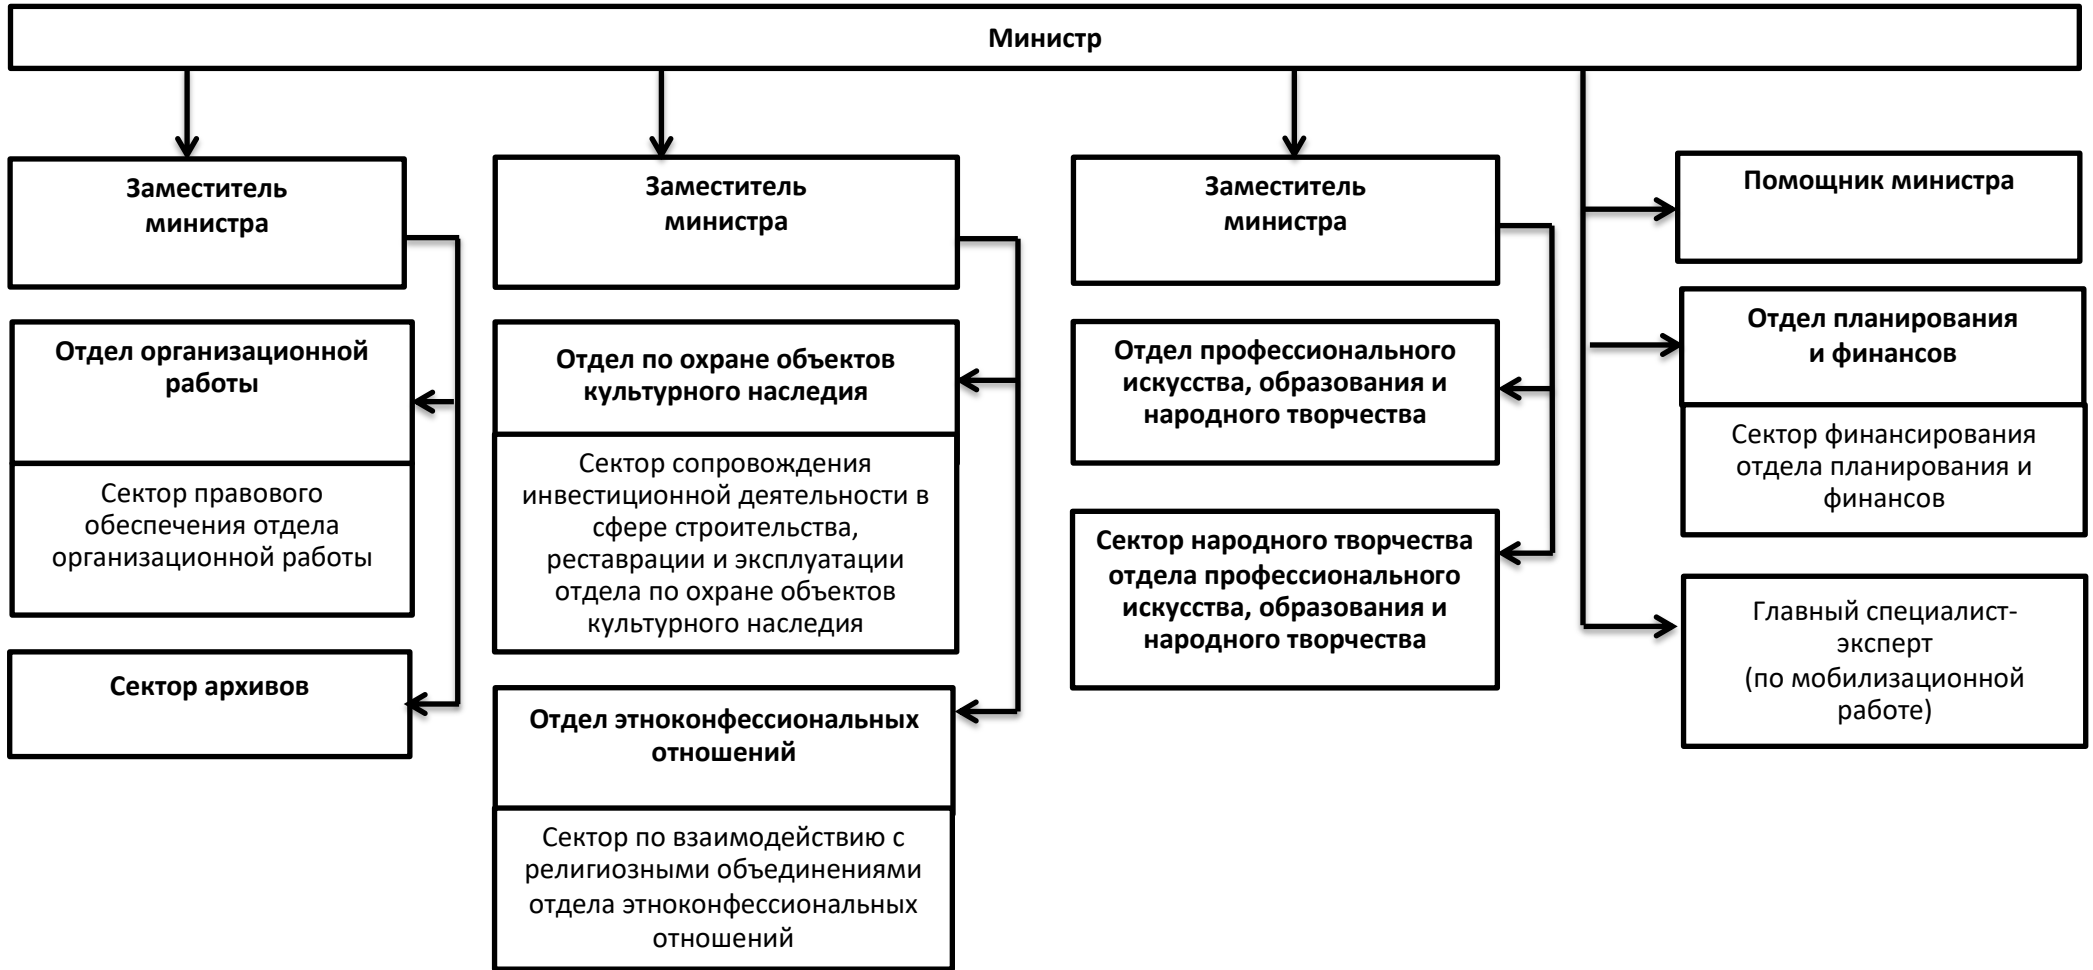 Министр
Заместитель
министра
Отдел организационной
работы
Сектор правового
обеспечения отдела
организационной работы
Сектор архивов
Заместитель
министра
Отдел по охране объектов
культурного наследия
Сектор сопровождения
инвестиционной деятельности в
сфере строительства,
реставрации и эксплуатации
отдела по охране объектов
культурного наследия
Отдел этноконфессиональных
отношений
Сектор по взаимодействию с
религиозными объединениями
отдела этноконфессиональных
отношений
Заместитель
министра
Отдел профессионального
искусства, образования и
народного творчества
Сектор народного творчества
отдела профессионального
искусства, образования и
народного творчества
Помощник министра
Отдел планирования
и финансов
Сектор финансирования
отдела планирования и
финансов
Главный специалист-
эксперт
(по мобилизационной
работе)